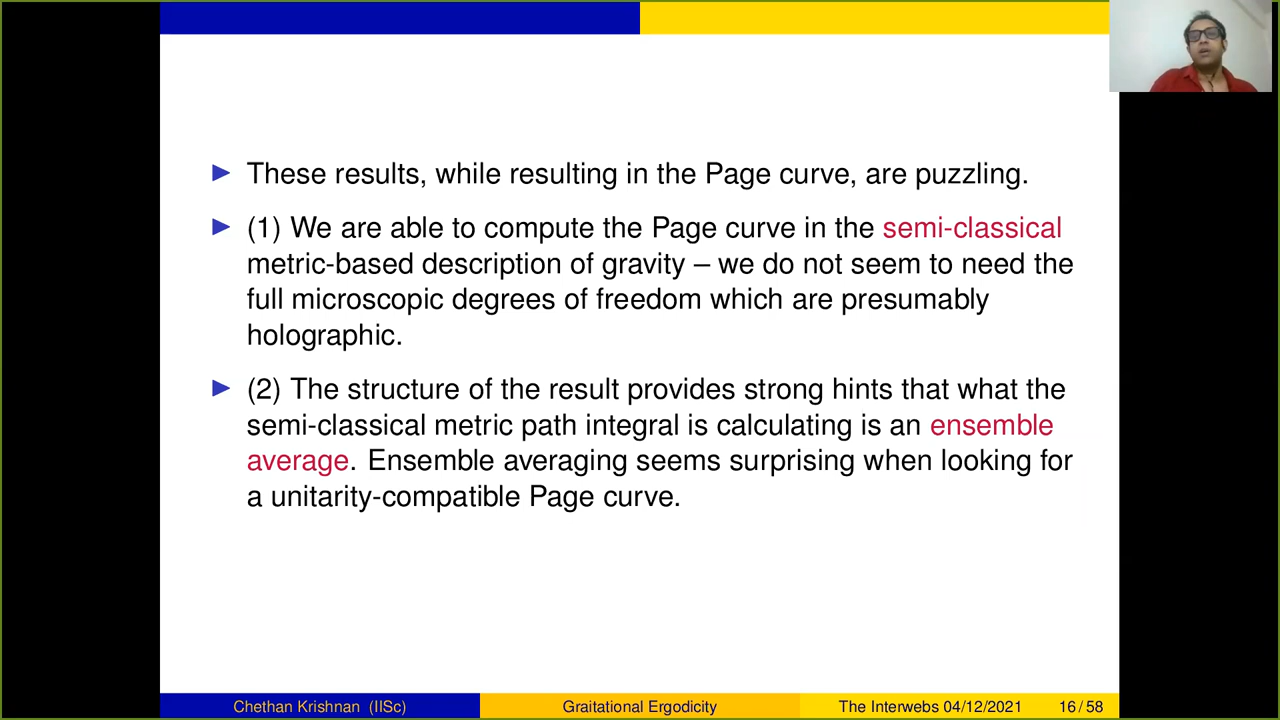 These results, while resulting in the Page curve, are puzzling.
(1) We are able to compute the Page curve in the semi-classical
metric-based description of gravity – we do not seem to need the
full microscopic degrees of freedom which are presumably
holographic.
(2) The structure of the result provides strong hints that what the
semi-classical metric path integral is calculating is an ensemble
average. Ensemble averaging seems surprising when looking for
a unitarity-compatible Page curve.
Chethan Krishnan (IISc) Graitational Ergodicity The Interwebs 04/12/2021 16 / 58